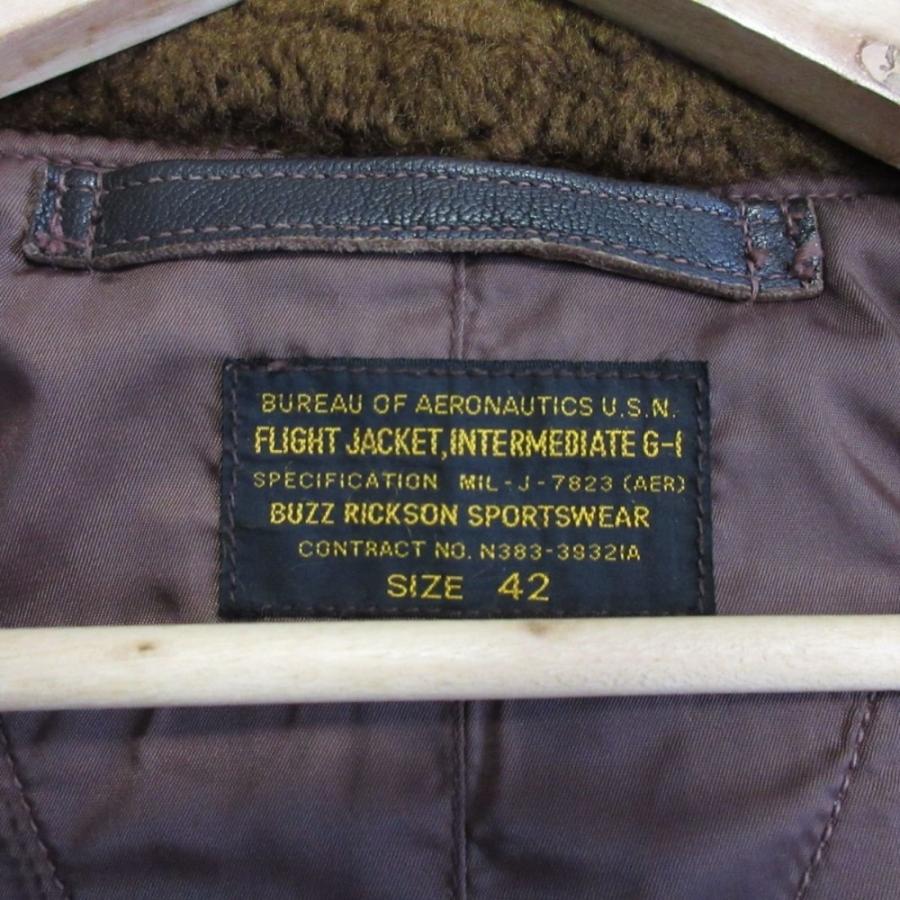 BUREAU OF AERONAUTICS U.S.N.
FLIGHT JACKET, INTERMEDIATE G-1
SPECIFICATION MIL-J-7823 (AER)
BUZZ RICKSON SPORTSWEAR
CONTRACT NO. N383-39321A
SIZE 42